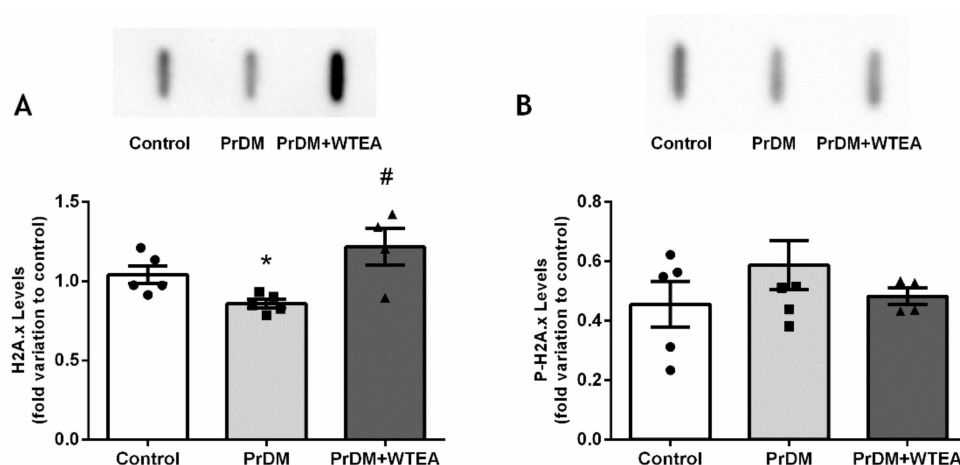 A
Control PrDM PrDM+WTEA
H2A.x Levels
(fold variation to control)
1.5
1.0
0.5
0.0
*
#
Control PrDM PrDM+WTEA
B
Control PrDM PrDM+WTEA
P-H2A.x Levels
(fold variation to control)
0.8
0.6
0.4
0.2
0.0
Control PrDM PrDM+WTEA